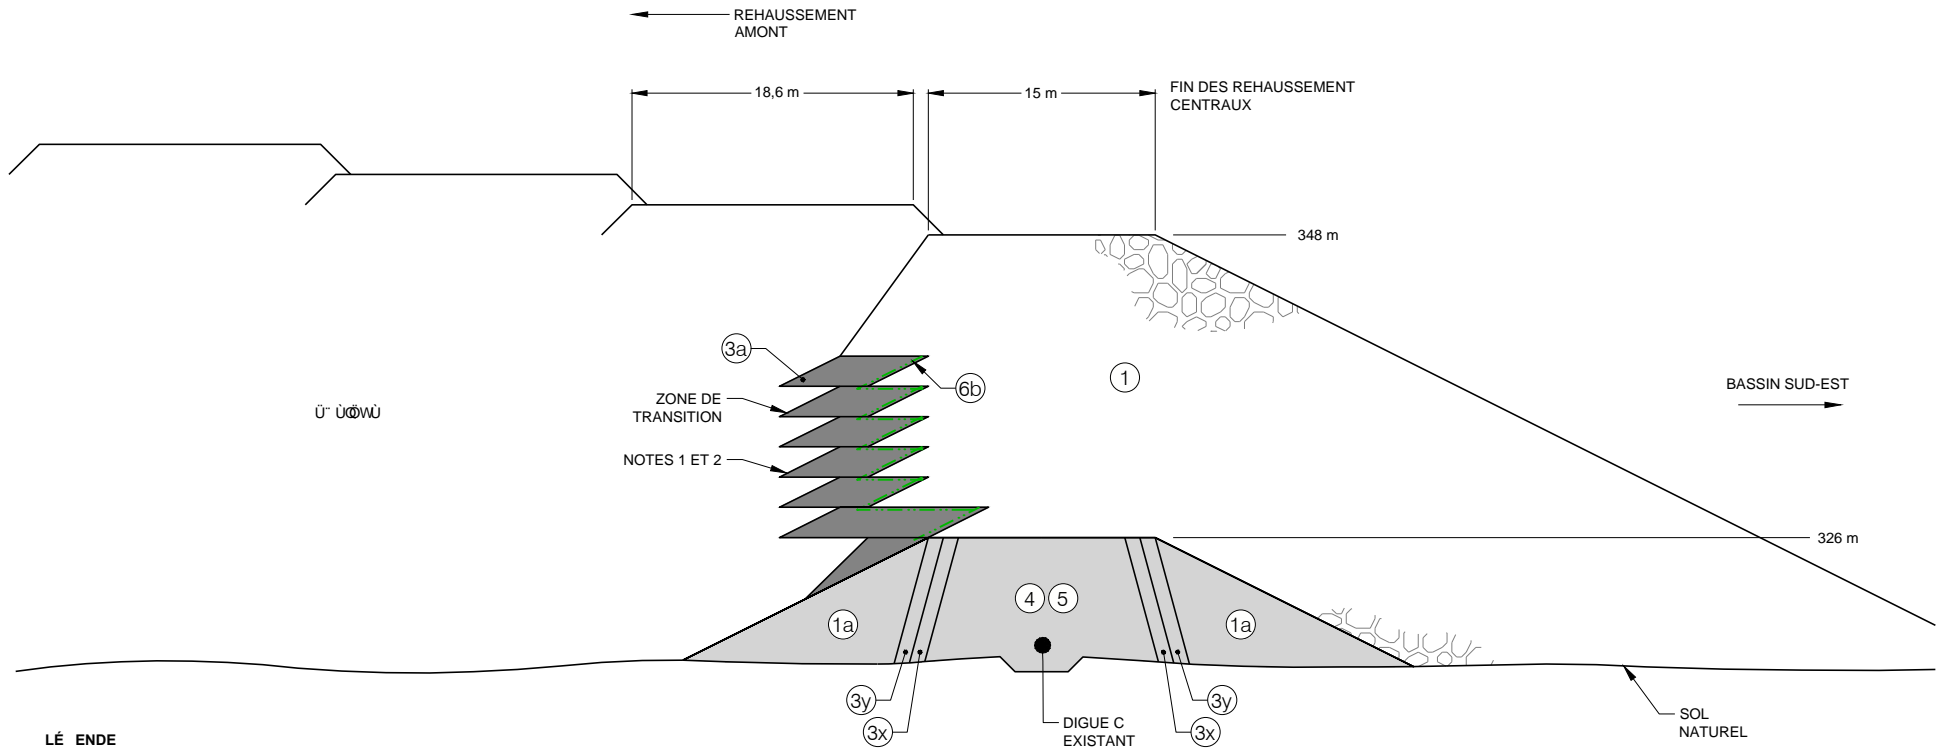 REHAUSSEMENT
AMONT
18,6 m
15 m
FIN DES REHAUSSEMENT
CENTRAUX
348 m
3a
6b
1
ZONE DE
TRANSITION
BASSIN SUD-EST
NOTES 1 ET 2
326 m
4 5
1a
1a
3y
3x
3y
3x
DIGUE C
EXISTANT
SOL
NATUREL
LÉ ENDE